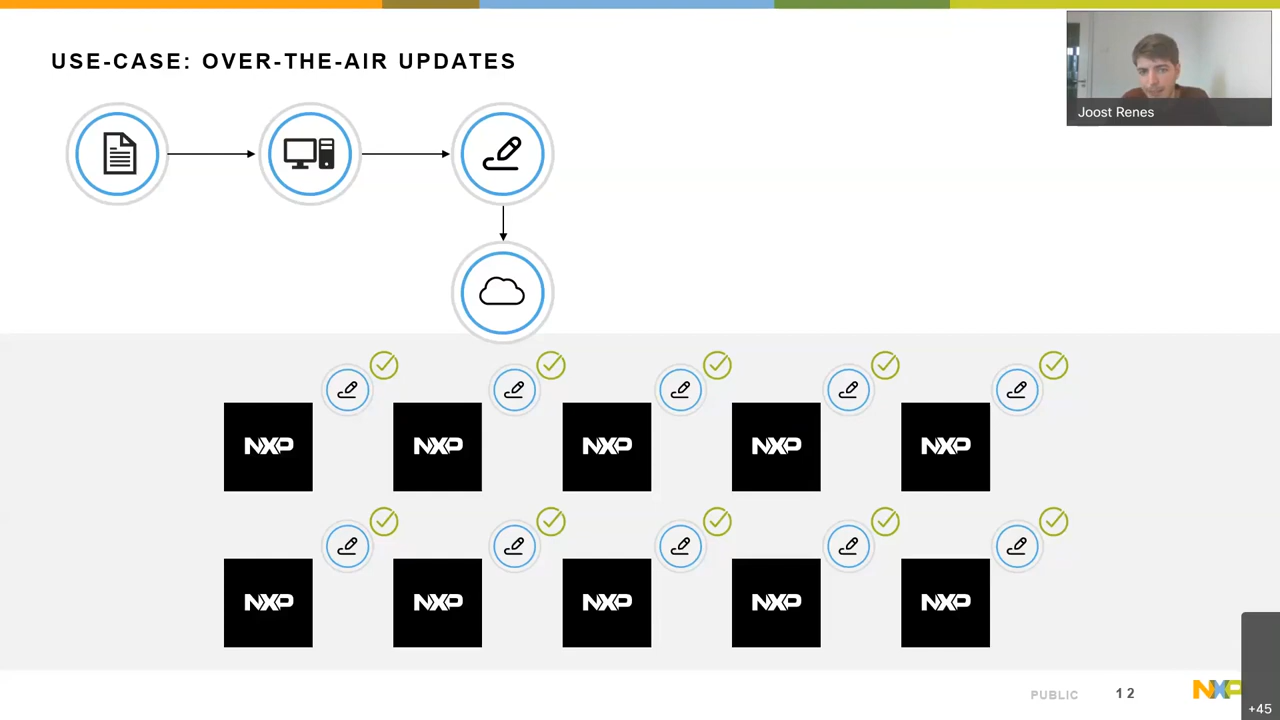 USE-CASE: OVER-THE-AIR UPDATES
Joost Renes
NXP NXP NXP NXP NXP
NXP NXP NXP NXP NXP
PUBLIC 12 NXP
+45